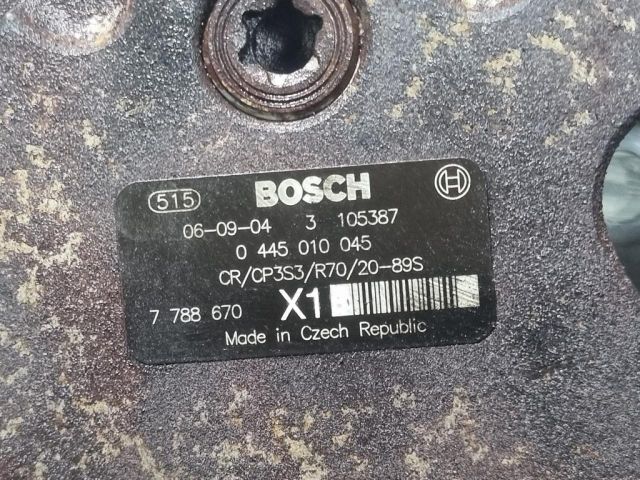 515 BOSCH
06-09-04 3 105387
0 445 010 045
CR/CP3S3/R70/20-89S
7 788 670 X1
Made in Czech Republic